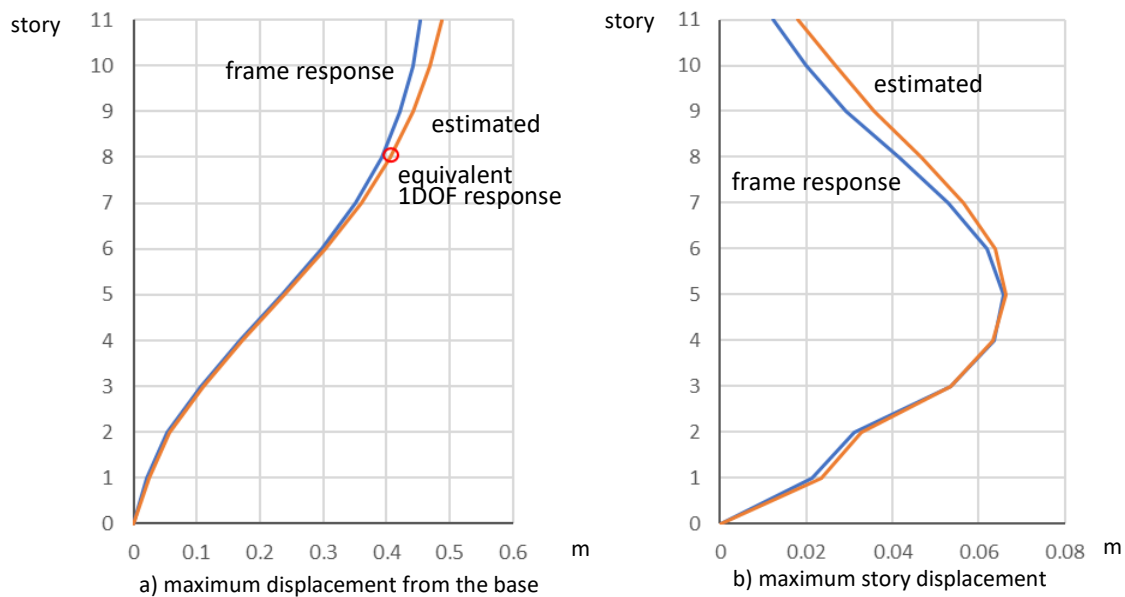 story
11
10
9
8
7
6
5
4
3
2
1
0
frame response
estimated
equivalent
1DOF response
0 0.1 0.2 0.3 0.4 0.5 0.6 m
a) maximum displacement from the base
story
11
10
9
8
7
6
5
4
3
2
1
0
estimated
frame response
0 0.02 0.04 0.06 0.08 m
b) maximum story displacement